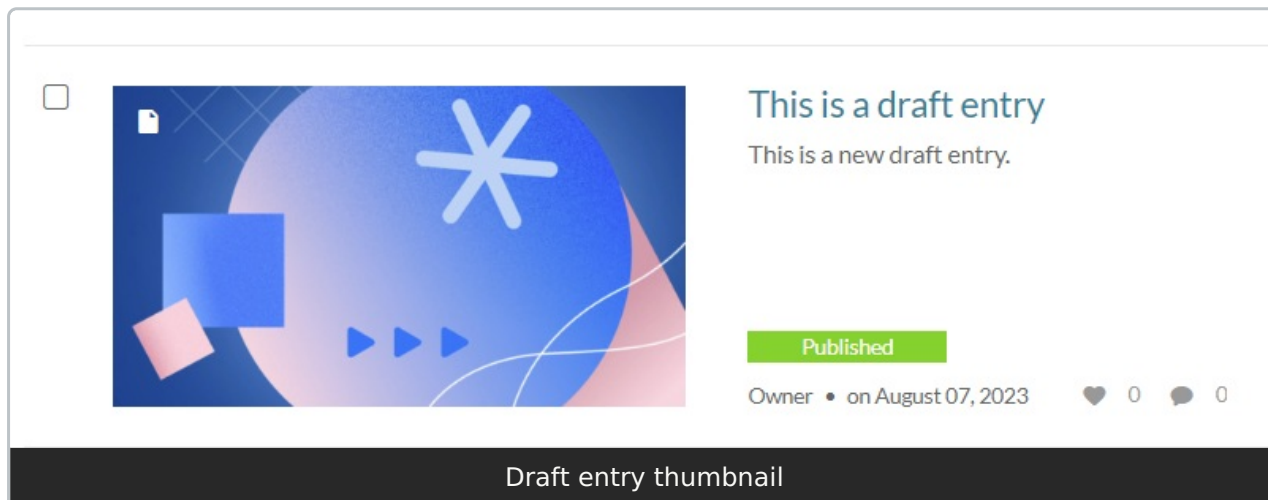 This is a draft entry
This is a new draft entry.
Published
Owner • on August 07, 2023 0 0
Draft entry thumbnail